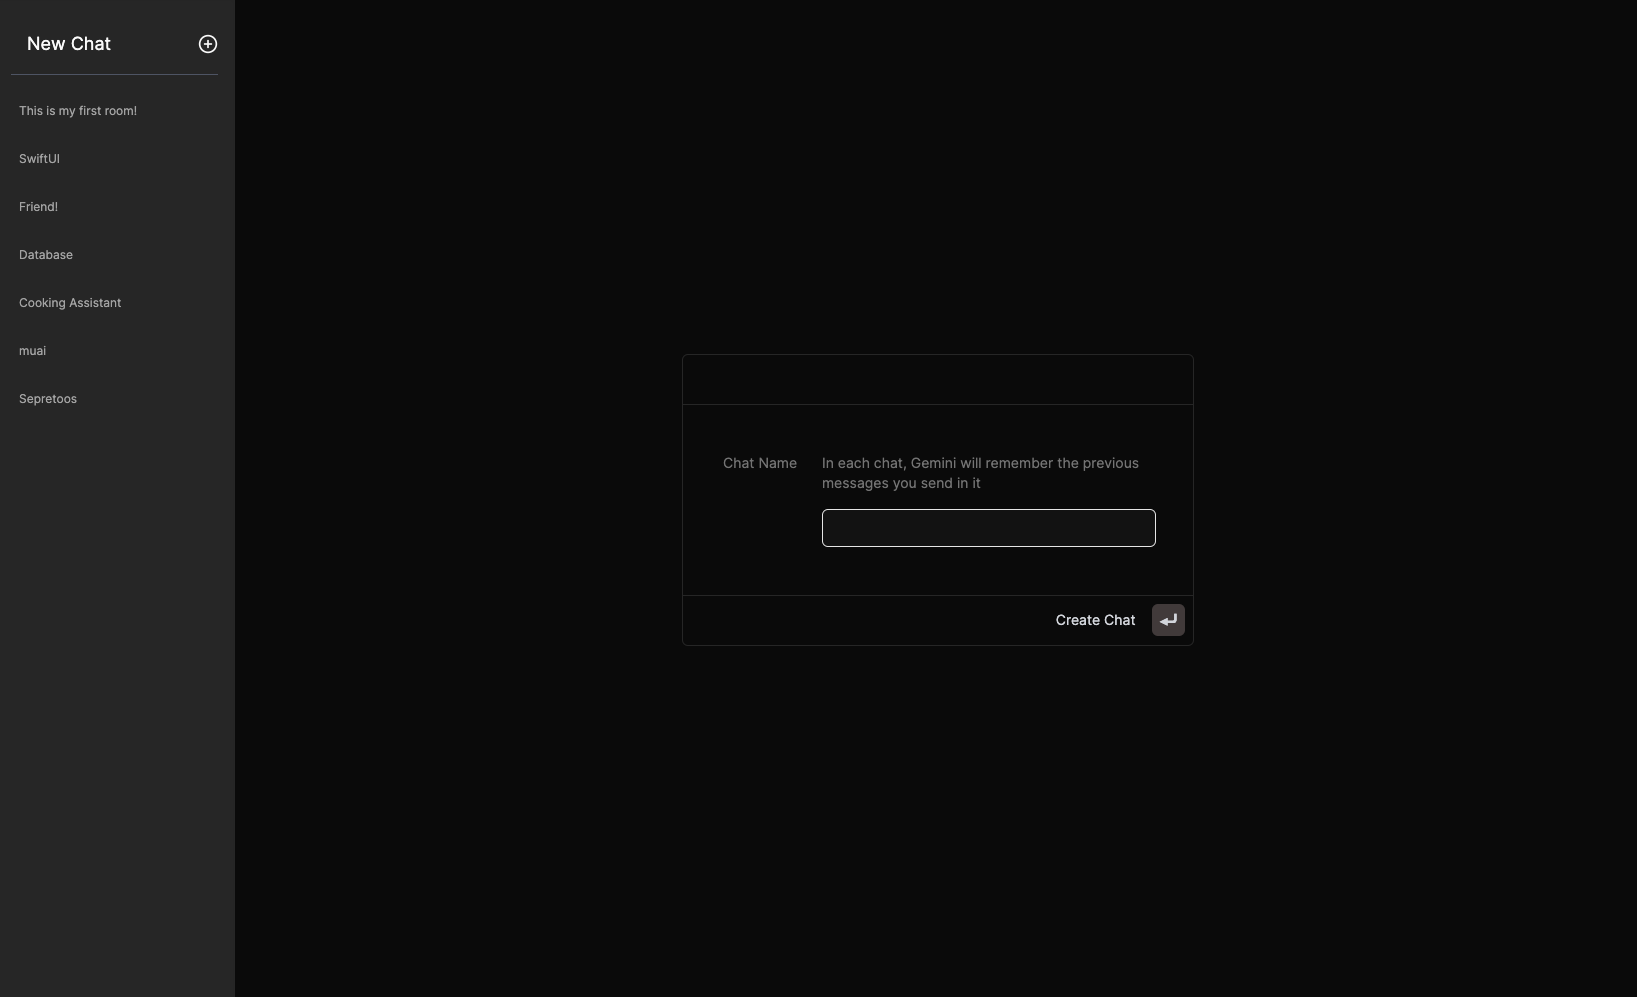 New Chat
This is my first room!
SwiftUI
Friend!
Database
Cooking Assistant
muai
Sepretoos
Chat Name
In each chat, Gemini will remember the previous
messages you send in it
Create Chat